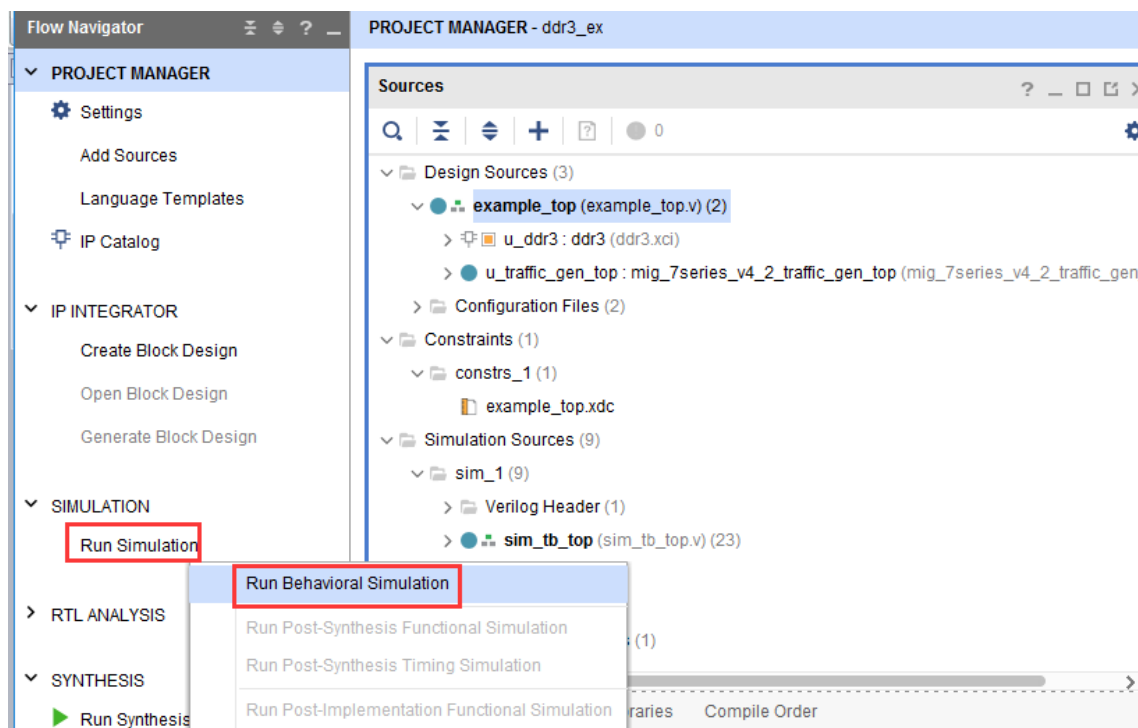 Flow Navigator
?
PROJECT MANAGER - ddr3_ex
PROJECT MANAGER
Settings
Add Sources
Language Templates
IP Catalog
IP INTEGRATOR
Create Block Design
Open Block Design
Generate Block Design
SIMULATION
Run Simulation
RTL ANALYSIS
SYNTHESIS
Run Synthesis
Sources
?
? 0
Design Sources (3)
example_top (example_top.v) (2)
u_ddr3 : ddr3 (ddr3.xci)
u_traffic_gen_top : mig_7series_v4_2_traffic_gen_top (mig_7series_v4_2_traffic_gen
Configuration Files (2)
Constraints (1)
constrs_1 (1)
example_top.xdc
Simulation Sources (9)
sim_1 (9)
Verilog Header (1)
sim_tb_top (sim_tb_top.v) (23)
(1)
Run Behavioral Simulation
Run Post-Synthesis Functional Simulation
Run Post-Synthesis Timing Simulation
Run Post-Implementation Functional Simulation
raries
Compile Order